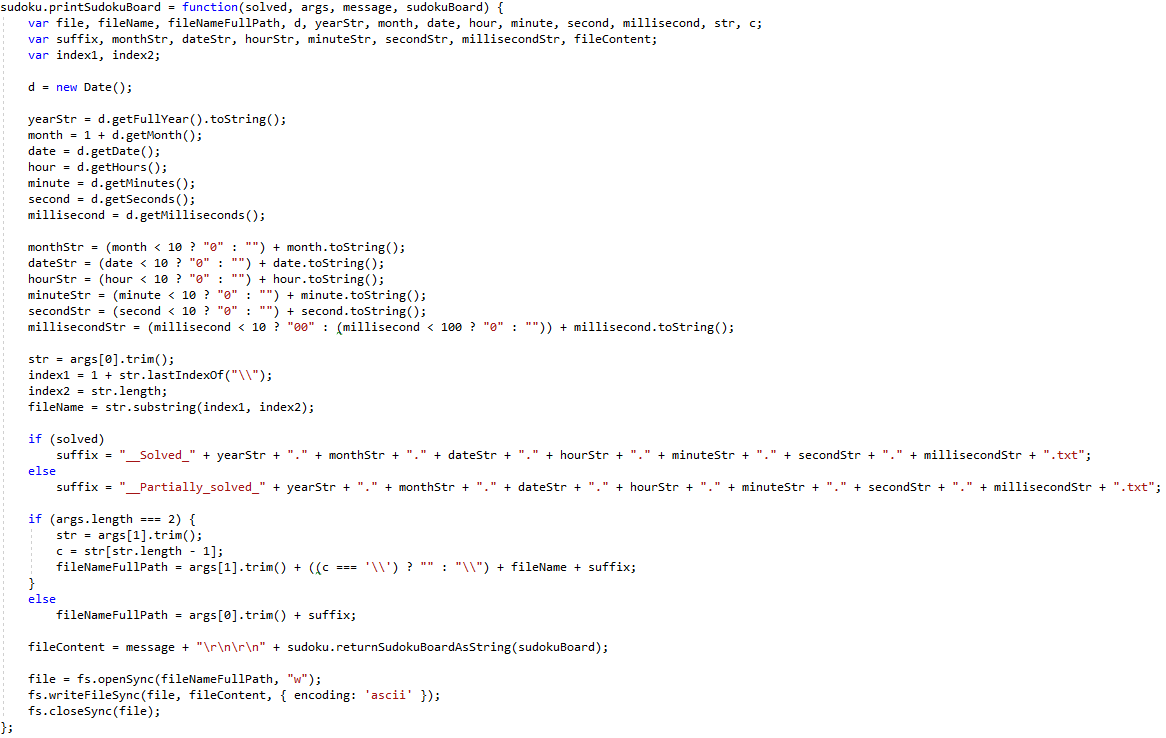 sudoku.printSudokuBoard = function(solved, args, message, sudokuBoard) {
    var file, fileName, fileNameFullPath, d, yearStr, month, date, hour, minute, second, millisecond, str, c;
    var suffix, monthStr, dateStr, hourStr, minuteStr, secondStr, millisecondStr, fileContent;
    var index1, index2;

    d = new Date();

    yearStr = d.getFullYear().toString();
    month = 1 + d.getMonth();
    date = d.getDate();
    hour = d.getHours();
    minute = d.getMinutes();
    second = d.getSeconds();
    millisecond = d.getMilliseconds();

    monthStr = (month < 10 ? "0" : "") + month.toString();
    dateStr = (date < 10 ? "0" : "") + date.toString();
    hourStr = (hour < 10 ? "0" : "") + hour.toString();
    minuteStr = (minute < 10 ? "0" : "") + minute.toString();
    secondStr = (second < 10 ? "0" : "") + second.toString();
    millisecondStr = (millisecond < 10 ? "00" : (millisecond < 100 ? "0" : "")) + millisecond.toString();

    str = args[0].trim();
    index1 = 1 + str.lastIndexOf("\\");
    index2 = str.length;
    fileName = str.substring(index1, index2);

    if (solved)
        suffix = "__Solved_" + yearStr + "." + monthStr + "." + dateStr + "." + hourStr + "." + minuteStr + "." + secondStr + "." + millisecondStr + ".txt";
    else
        suffix = "__Partially_solved_" + yearStr + "." + monthStr + "." + dateStr + "." + hourStr + "." + minuteStr + "." + secondStr + "." + millisecondStr + ".txt";

    if (args.length === 2) {
        str = args[1].trim();
        c = str[str.length - 1];
        fileNameFullPath = args[1].trim() + ((c === '\\') ? "" : "\\") + fileName + suffix;
    }
    else
        fileNameFullPath = args[0].trim() + suffix;

    fileContent = message + "\r\n\r\n" + sudoku.returnSudokuBoardAsString(sudokuBoard);

    file = fs.openSync(fileNameFullPath, "w");
    fs.writeFileSync(file, fileContent, { encoding: 'ascii' });
    fs.closeSync(file);
};